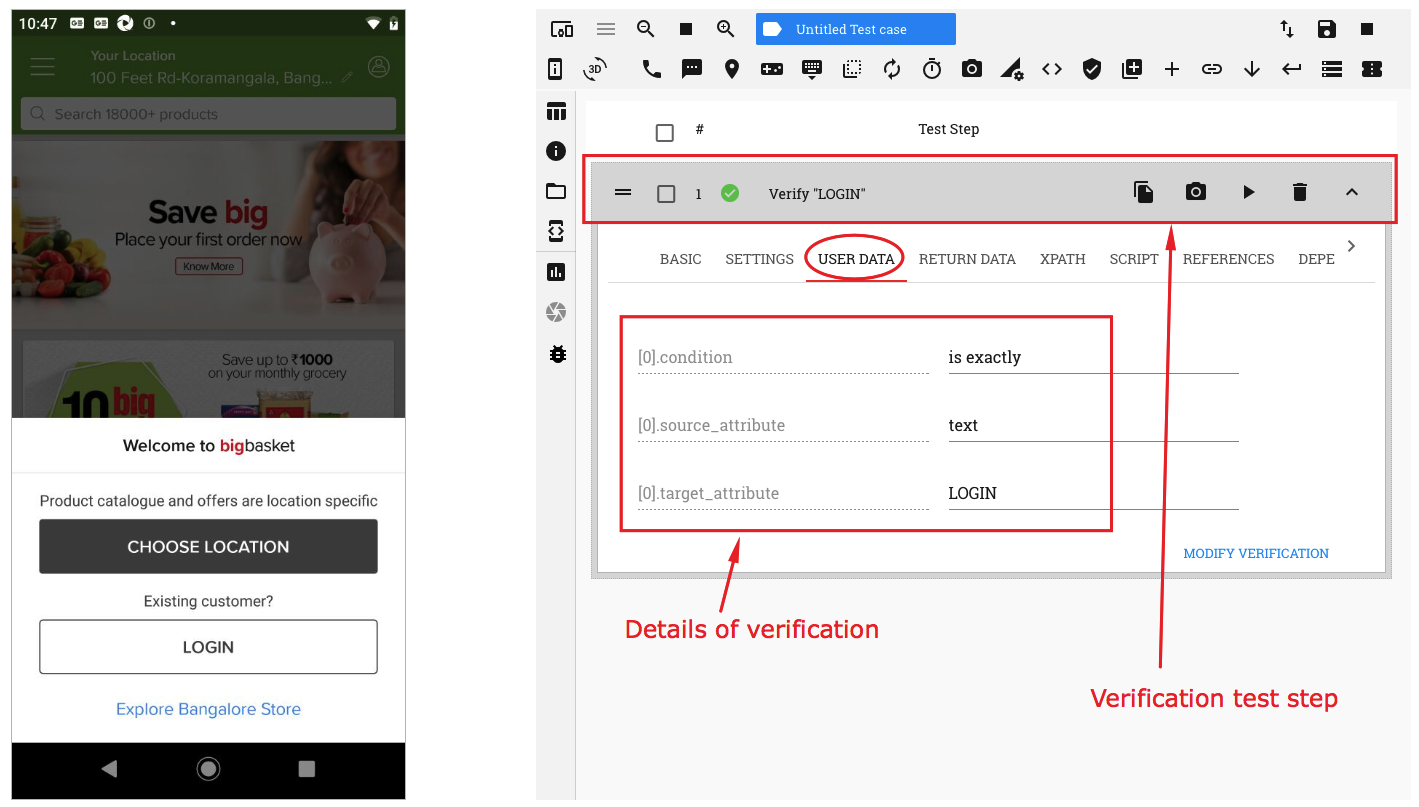 10:47
Your Location
100 Feet Rd-Koramangala, Bang...
Search 18000+ products
Save big
Place your first order now
Know More
Save up to ₹1000
on your monthly grocery
10 big
Welcome to bigbasket
Product catalogue and offers are location specific
CHOOSE LOCATION
Existing customer?
LOGIN
Explore Bangalore Store
Untitled Test case
3D
# Test Step
1 Verify "LOGIN"
BASIC SETTINGS USER DATA RETURN DATA XPATH SCRIPT REFERENCES DEPE
[0].condition is exactly
[0].source_attribute text
[0].target_attribute LOGIN
MODIFY VERIFICATION
Details of verification
Verification test step